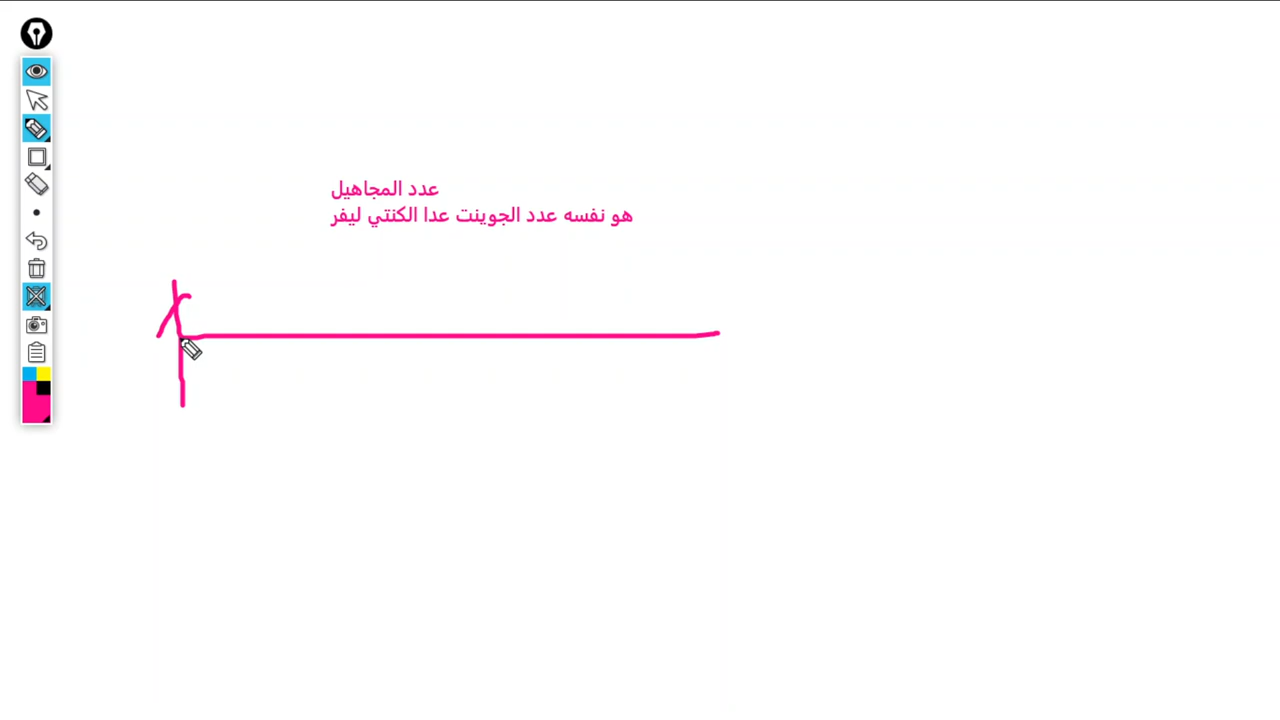 عدد المجاهيل
هو نفسه عدد الجوينت عدا الكنتي ليفر